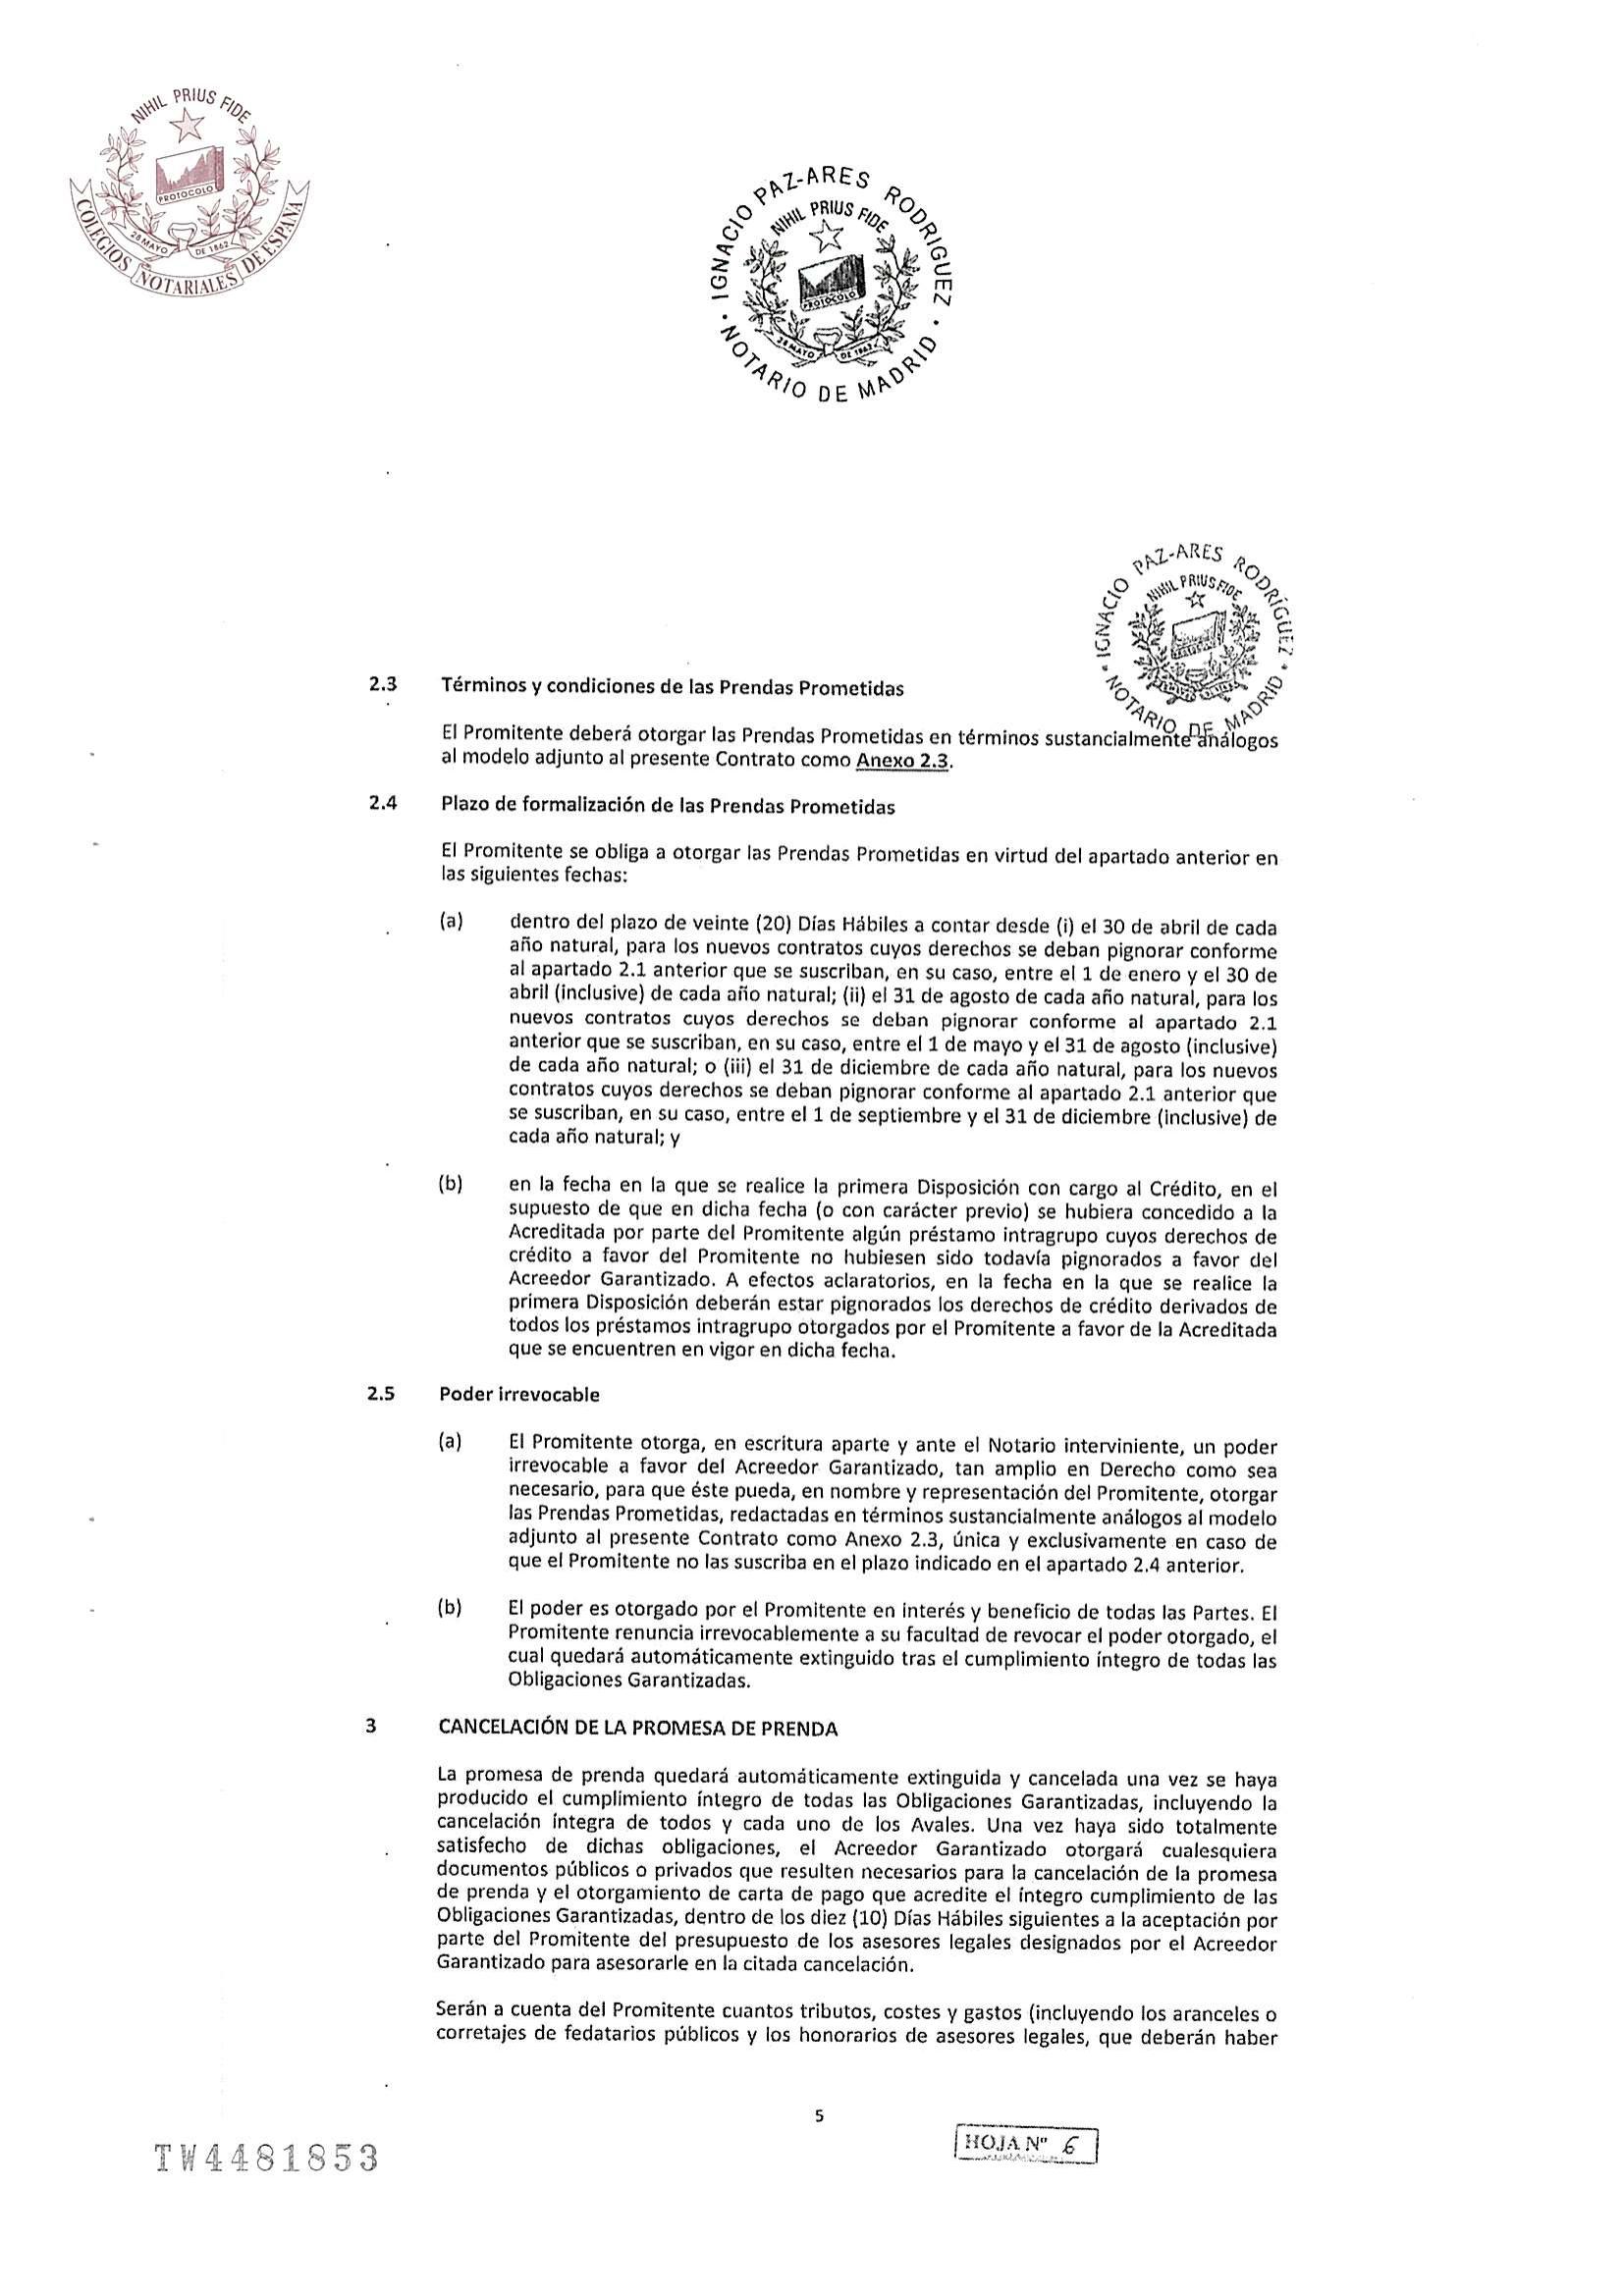 NIHIL PRIUS FIDE
PROTOCOLO
28 MAYO DE 1862
COLEGIOS NOTARIALES DE ESPAÑA
IGNACIO PAZ-ARES RODRIGUEZ
NIHIL PRIUS FIDE
PROTOCOLO
28 MAYO DE 1862
· NOTARIO DE MADRID ·
IGNACIO PAZ-ARES RODRÍGUEZ
NIHIL PRIUS FIDE
· NOTARIO DE MADRID ·
2.3 Términos y condiciones de las Prendas Prometidas
El Promitente deberá otorgar las Prendas Prometidas en términos sustancialmente análogos
al modelo adjunto al presente Contrato como Anexo 2.3.
2.4 Plazo de formalización de las Prendas Prometidas
El Promitente se obliga a otorgar las Prendas Prometidas en virtud del apartado anterior en
las siguientes fechas:
(a) dentro del plazo de veinte (20) Días Hábiles a contar desde (i) el 30 de abril de cada
año natural, para los nuevos contratos cuyos derechos se deban pignorar conforme
al apartado 2.1 anterior que se suscriban, en su caso, entre el 1 de enero y el 30 de
abril (inclusive) de cada año natural; (ii) el 31 de agosto de cada año natural, para los
nuevos contratos cuyos derechos se deban pignorar conforme al apartado 2.1
anterior que se suscriban, en su caso, entre el 1 de mayo y el 31 de agosto (inclusive)
de cada año natural; o (iii) el 31 de diciembre de cada año natural, para los nuevos
contratos cuyos derechos se deban pignorar conforme al apartado 2.1 anterior que
se suscriban, en su caso, entre el 1 de septiembre y el 31 de diciembre (inclusive) de
cada año natural; y
(b) en la fecha en la que se realice la primera Disposición con cargo al Crédito, en el
supuesto de que en dicha fecha (o con carácter previo) se hubiera concedido a la
Acreditada por parte del Promitente algún préstamo intragrupo cuyos derechos de
crédito a favor del Promitente no hubiesen sido todavía pignorados a favor del
Acreedor Garantizado. A efectos aclaratorios, en la fecha en la que se realice la
primera Disposición deberán estar pignorados los derechos de crédito derivados de
todos los préstamos intragrupo otorgados por el Promitente a favor de la Acreditada
que se encuentren en vigor en dicha fecha.
2.5 Poder irrevocable
(a) El Promitente otorga, en escritura aparte y ante el Notario interviniente, un poder
irrevocable a favor del Acreedor Garantizado, tan amplio en Derecho como sea
necesario, para que éste pueda, en nombre y representación del Promitente, otorgar
las Prendas Prometidas, redactadas en términos sustancialmente análogos al modelo
adjunto al presente Contrato como Anexo 2.3, única y exclusivamente en caso de
que el Promitente no las suscriba en el plazo indicado en el apartado 2.4 anterior.
(b) El poder es otorgado por el Promitente en interés y beneficio de todas las Partes. El
Promitente renuncia irrevocablemente a su facultad de revocar el poder otorgado, el
cual quedará automáticamente extinguido tras el cumplimiento íntegro de todas las
Obligaciones Garantizadas.
3 CANCELACIÓN DE LA PROMESA DE PRENDA
La promesa de prenda quedará automáticamente extinguida y cancelada una vez se haya
producido el cumplimiento íntegro de todas las Obligaciones Garantizadas, incluyendo la
cancelación íntegra de todos y cada uno de los Avales. Una vez haya sido totalmente
satisfecho de dichas obligaciones, el Acreedor Garantizado otorgará cualesquiera
documentos públicos o privados que resulten necesarios para la cancelación de la promesa
de prenda y el otorgamiento de carta de pago que acredite el íntegro cumplimiento de las
Obligaciones Garantizadas, dentro de los diez (10) Días Hábiles siguientes a la aceptación por
parte del Promitente del presupuesto de los asesores legales designados por el Acreedor
Garantizado para asesorarle en la citada cancelación.
Serán a cuenta del Promitente cuantos tributos, costes y gastos (incluyendo los aranceles o
corretajes de fedatarios públicos y los honorarios de asesores legales, que deberán haber
5
HOJA Nº 6
TW4481853